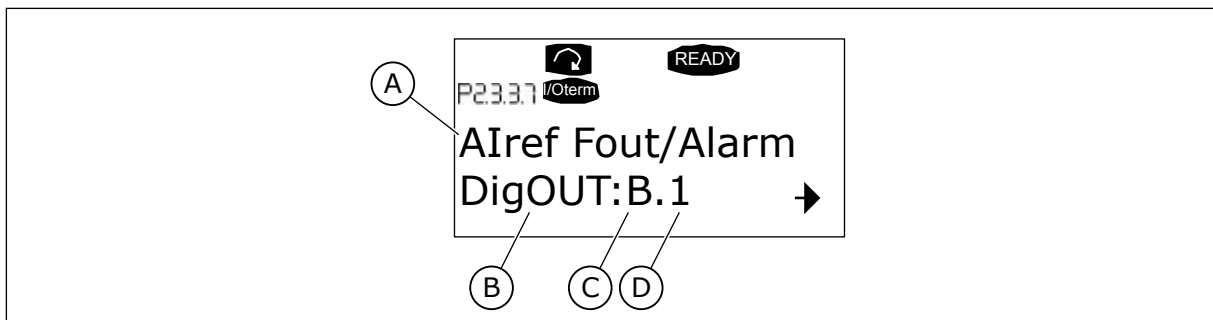 READY
P2.3.3.7 I/Oterm
AIref Fout/Alarm
DigOUT:B.1
A
B
C
D